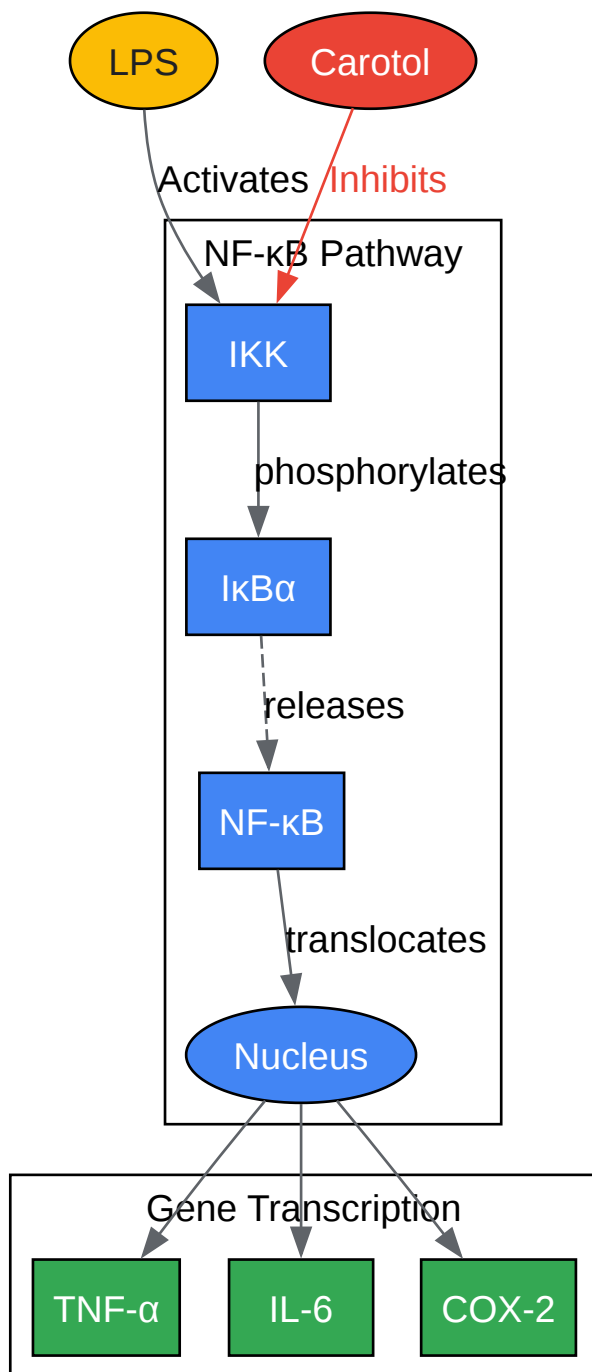 LPS
Carotol
Activates
Inhibits
NF-κB Pathway
IKK
phosphorylates
IκBα
releases
NF-κB
translocates
Nucleus
Gene Transcription
TNF-α
IL-6
COX-2